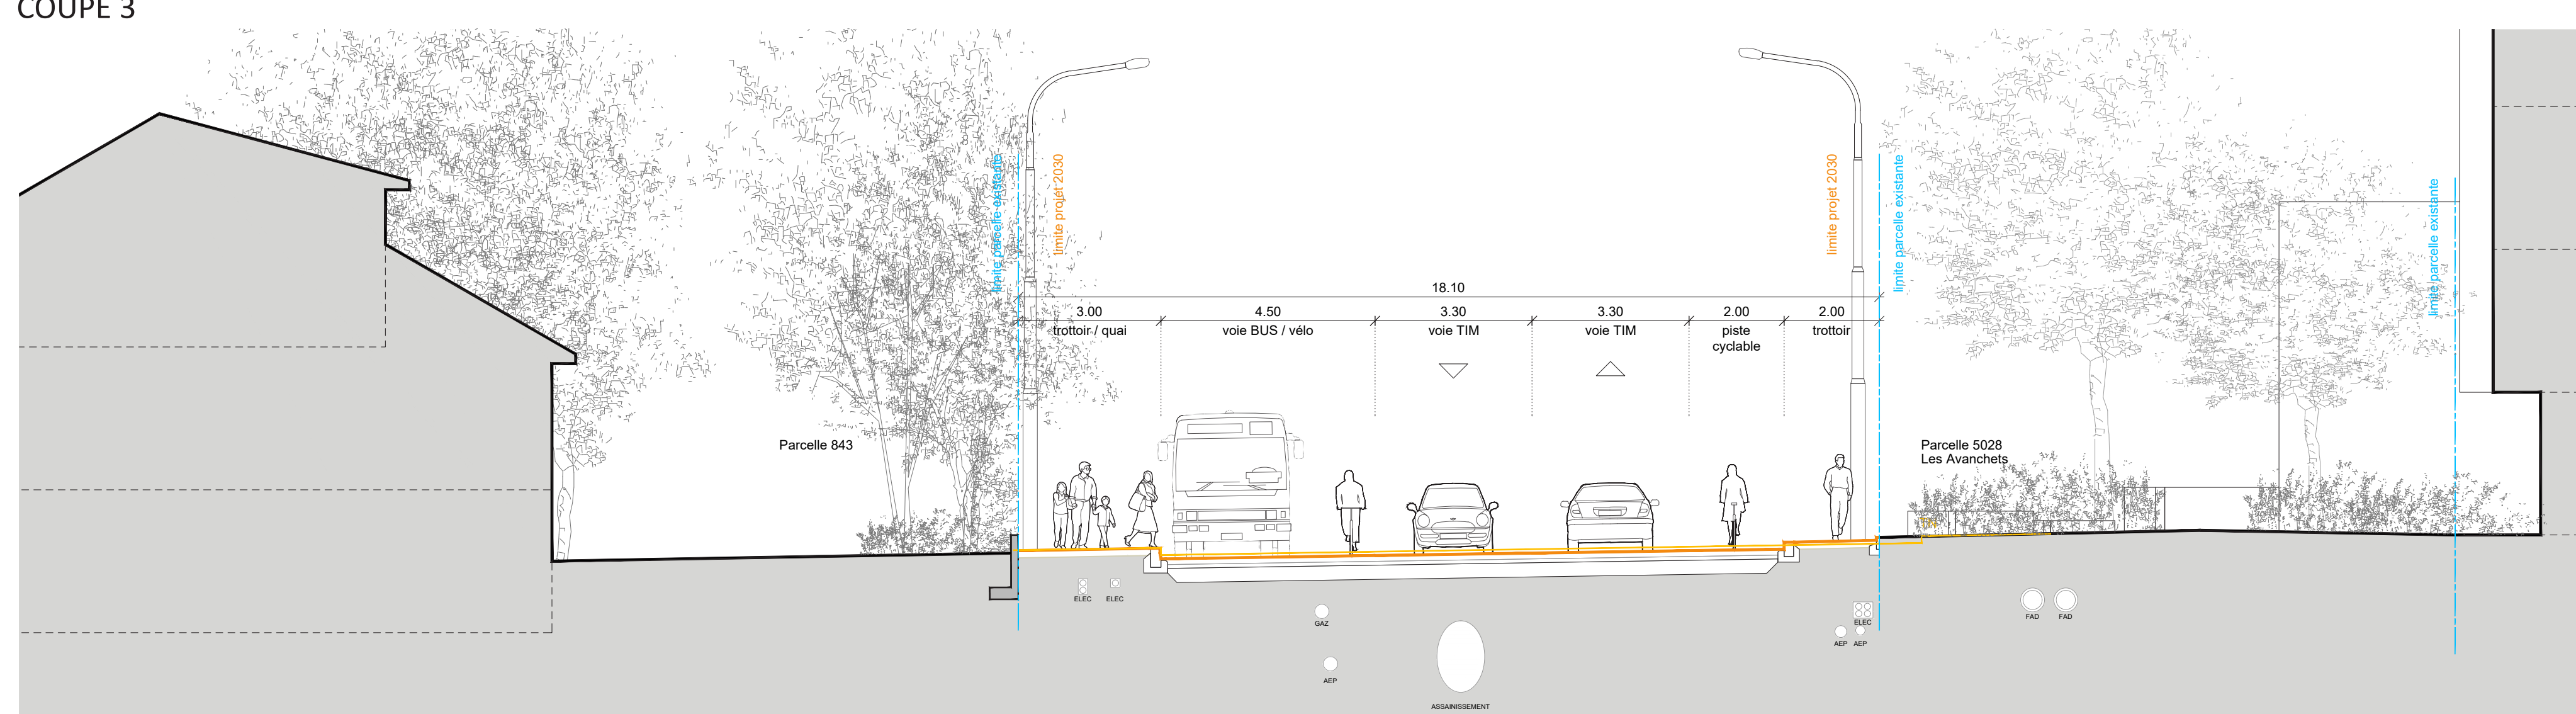 COUPE 3
limite parcelle existante
limite projet 2030
limite projet 2030
limite parcelle existante
limite parcelle existante
18.10
3.00
4.50
3.30
3.30
2.00
2.00
trottoir / quai
voie BUS / vélo
voie TIM
voie TIM
piste
cyclable
trottoir
Parcelle 843
Parcelle 5028
Les Avanchets
ELEC
ELEC
GAZ
AEP
ASSAINISSEMENT
ELEC
AEP
AEP
FAD
FAD